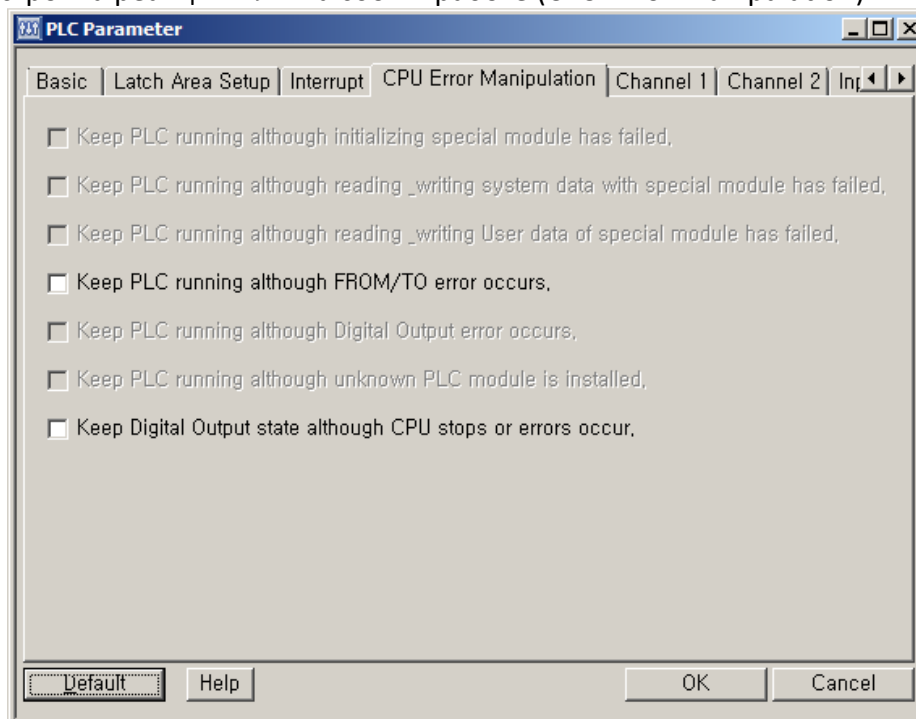 PLC Parameter
Basic Latch Area Setup Interrupt CPU Error Manipulation Channel 1 Channel 2
Keep PLC running although initializing special module has failed,
Keep PLC running although reading _writing system data with special module has failed,
Keep PLC running although reading _writing User data of special module has failed,
Keep PLC running although FROM/TO error occurs,
Keep PLC running although Digital Output error occurs,
Keep PLC running although unknown PLC module is installed,
Keep Digital Output state although CPU stops or errors occur,
Default Help OK Cancel